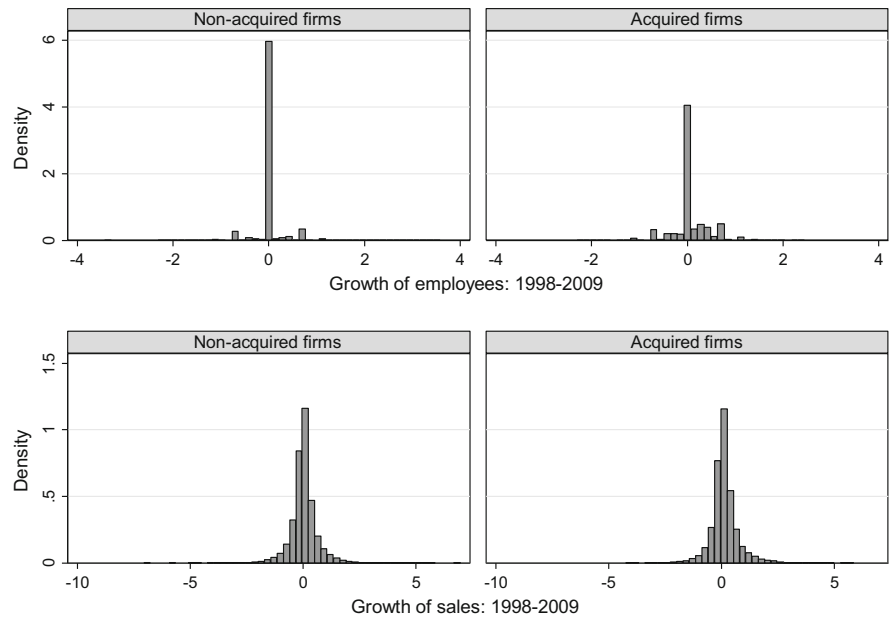 Non-acquired firms
Acquired firms
Density
6
4
2
0
-4 -2 0 2 4
-4 -2 0 2 4
Growth of employees: 1998-2009
Non-acquired firms
Acquired firms
Density
1.5
1
.5
0
-10 -5 0 5
-10 -5 0 5
Growth of sales: 1998-2009